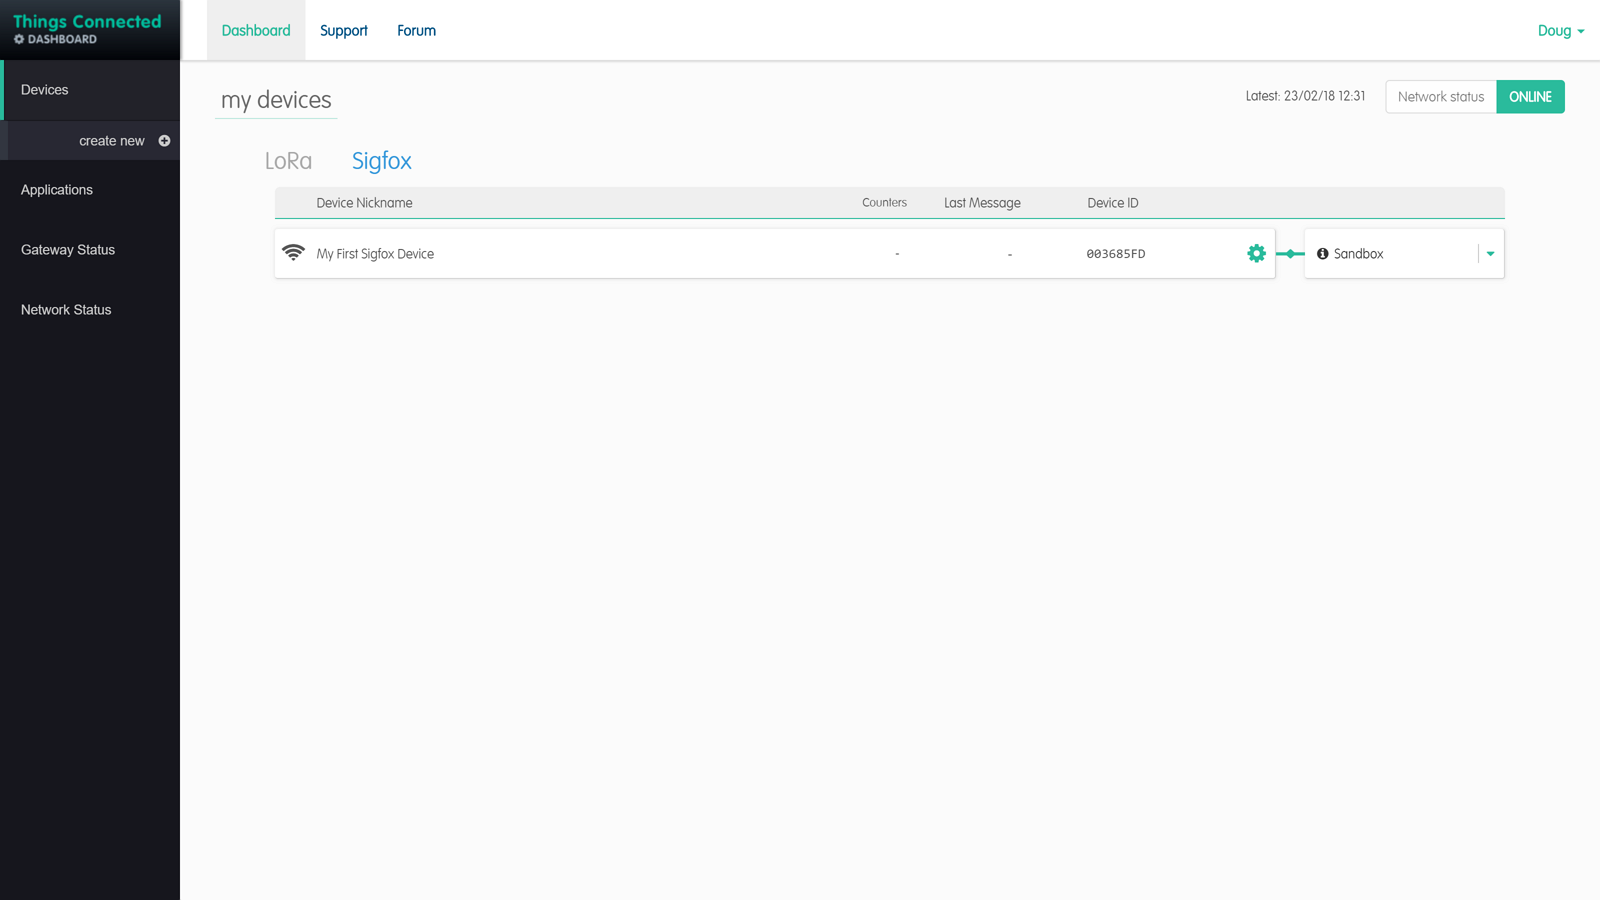 Things Connected
DASHBOARD
Dashboard Support Forum
Doug
Devices
create new
Applications
Gateway Status
Network Status
my devices
Latest: 23/02/18 12:31
Network status ONLINE
LoRa Sigfox
Device Nickname Counters Last Message Device ID
My First Sigfox Device - - 003685FD Sandbox